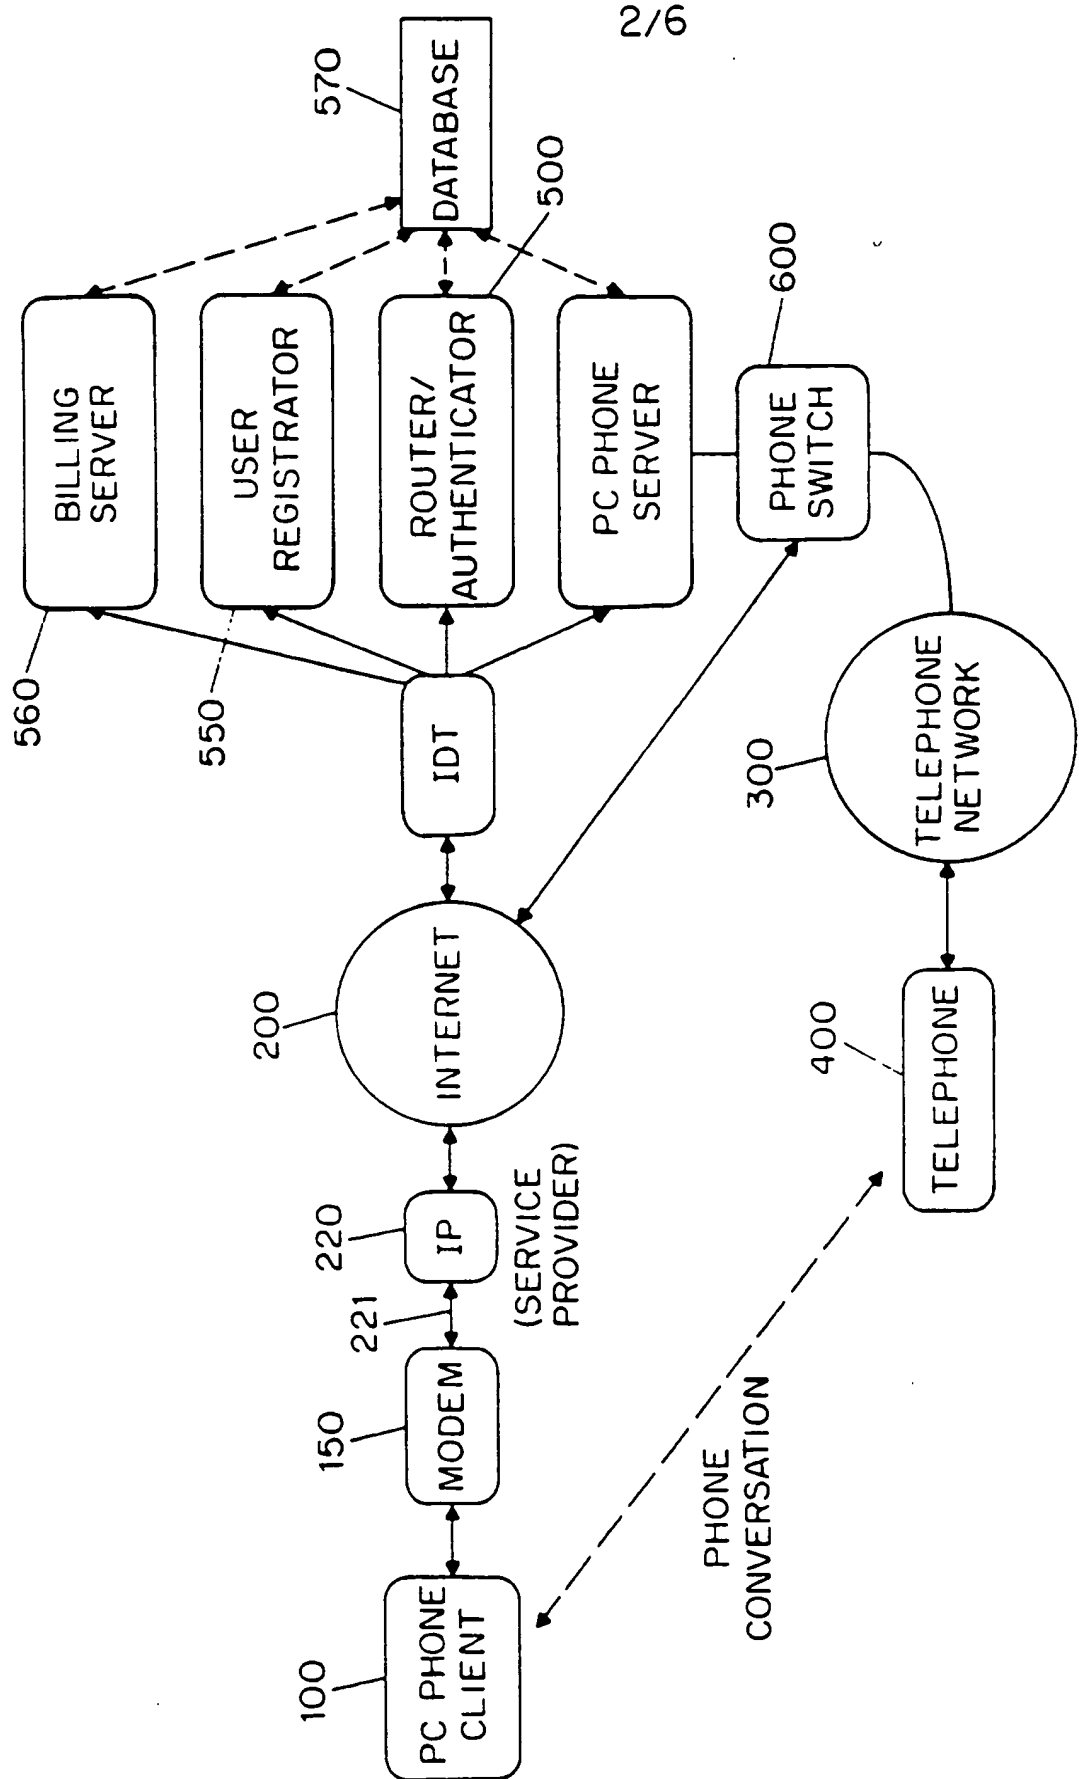 2/6
560
BILLING
SERVER
550
USER
REGISTRATOR
570
DATABASE
100
PC PHONE
CLIENT
150
MODEM
221
220
IP
(SERVICE
PROVIDER)
200
INTERNET
IDT
ROUTER/
AUTHENTICATOR
500
PC PHONE
SERVER
600
PHONE
SWITCH
300
TELEPHONE
NETWORK
400
TELEPHONE
PHONE
CONVERSATION